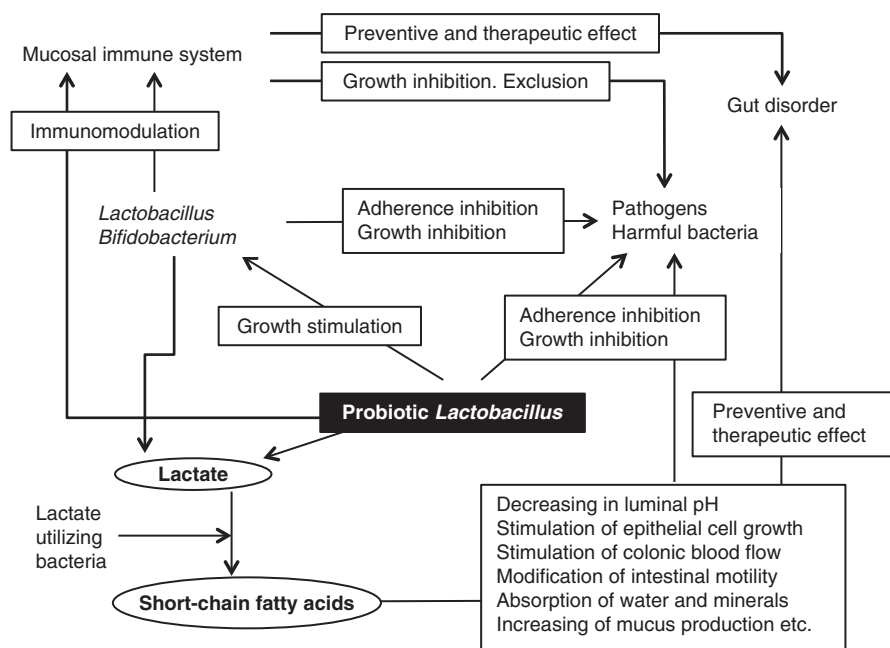 Preventive and therapeutic effect
Mucosal immune system
Growth inhibition. Exclusion
Gut disorder
Immunomodulation
Lactobacillus
Bifidobacterium
Adherence inhibition
Growth inhibition
Pathogens
Harmful bacteria
Growth stimulation
Adherence inhibition
Growth inhibition
Probiotic Lactobacillus
Preventive and
therapeutic effect
Lactate
Lactate
utilizing
bacteria
Short-chain fatty acids
Decreasing in luminal pH
Stimulation of epithelial cell growth
Stimulation of colonic blood flow
Modification of intestinal motility
Absorption of water and minerals
Increasing of mucus production etc.